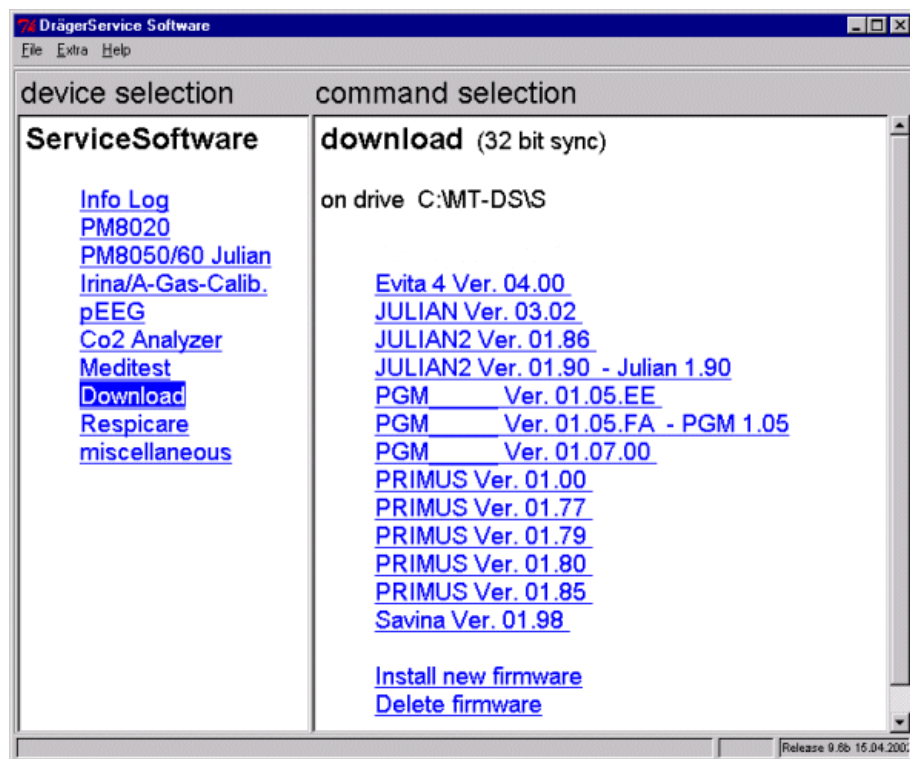 DrägerService Software
File Extra Help
device selection
command selection
ServiceSoftware
Info Log
PM8020
PM8050/60 Julian
Irina/A-Gas-Calib.
pEEG
Co2 Analyzer
Meditest
Download
Respicare
miscellaneous
download (32 bit sync)
on drive C:\MT-DS\S
Evita 4 Ver. 04.00
JULIAN Ver. 03.02
JULIAN2 Ver. 01.86
JULIAN2 Ver. 01.90 - Julian 1.90
PGM______ Ver. 01.05.EE
PGM______ Ver. 01.05.FA - PGM 1.05
PGM______ Ver. 01.07.00
PRIMUS Ver. 01.00
PRIMUS Ver. 01.77
PRIMUS Ver. 01.79
PRIMUS Ver. 01.80
PRIMUS Ver. 01.85
Savina Ver. 01.98
Install new firmware
Delete firmware
Release 9.6b 15.04.200